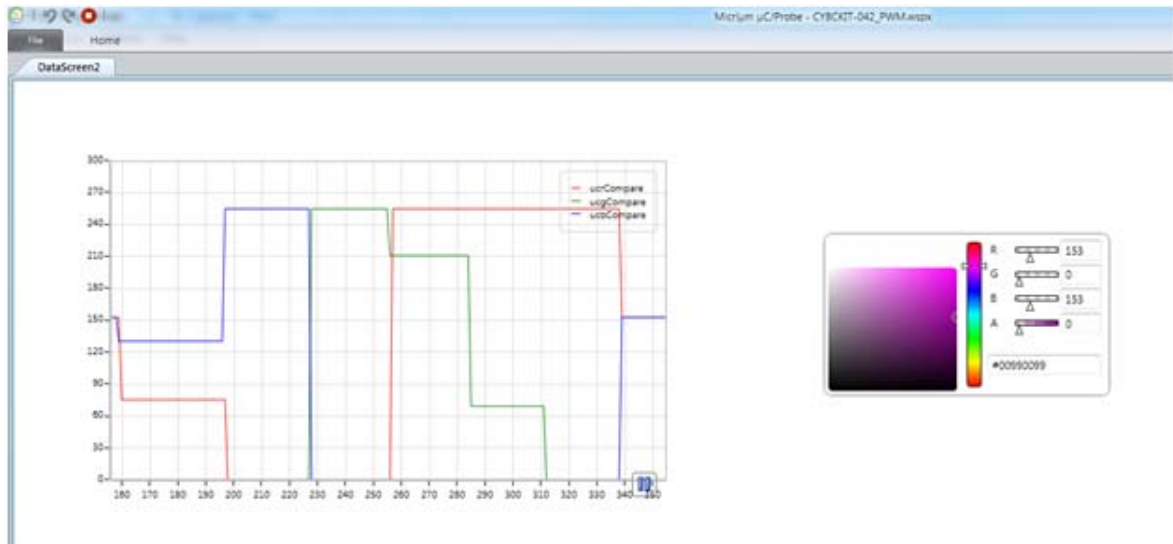 Micrium µC/Probe - CY8CKIT-042_PWM.wspx
File Home
DataScreen2
300
270
240
210
180
150
120
90
60
30
0
160 170 180 190 200 210 220 230 240 250 260 270 280 290 300 310 320 330 340 350
ucrCompare
ucgCompare
ucbCompare
R 153
G 0
B 153
A 0
#00990099